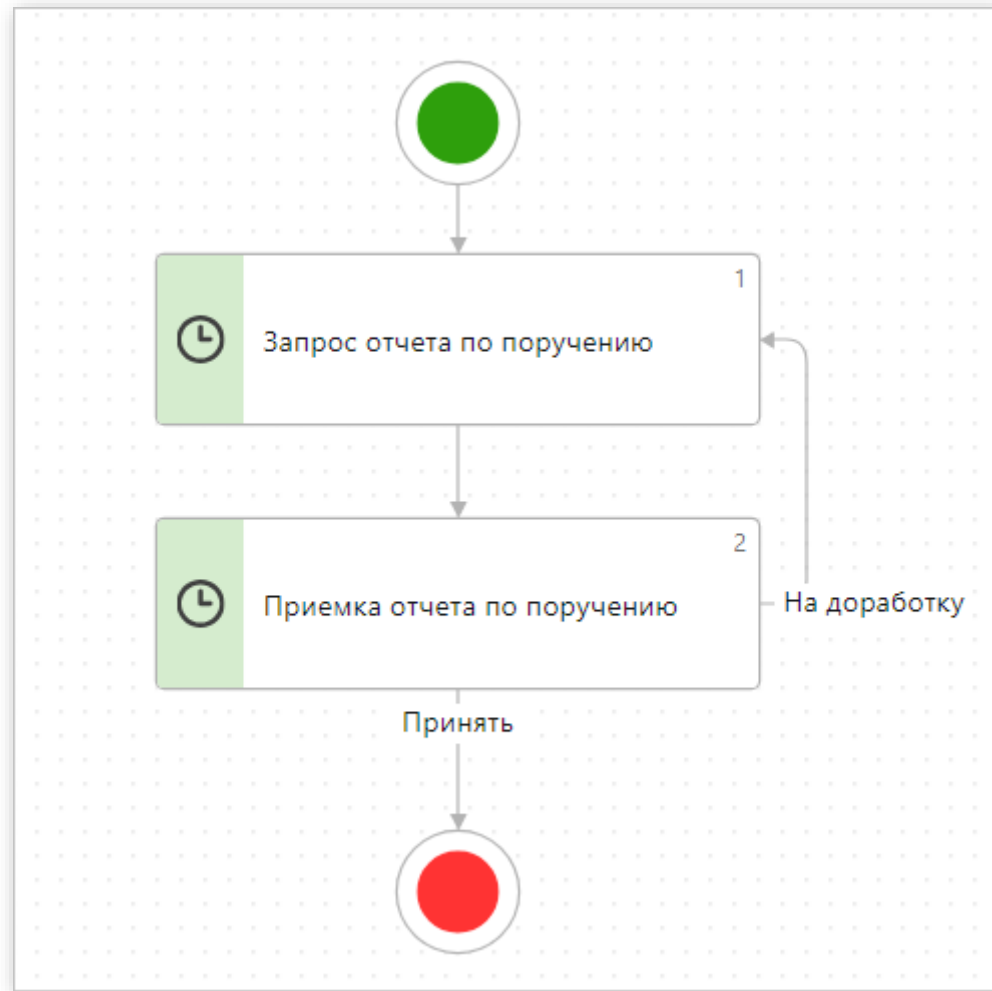 1
Запрос отчета по поручению
2
Приемка отчета по поручению
На доработку
Принять